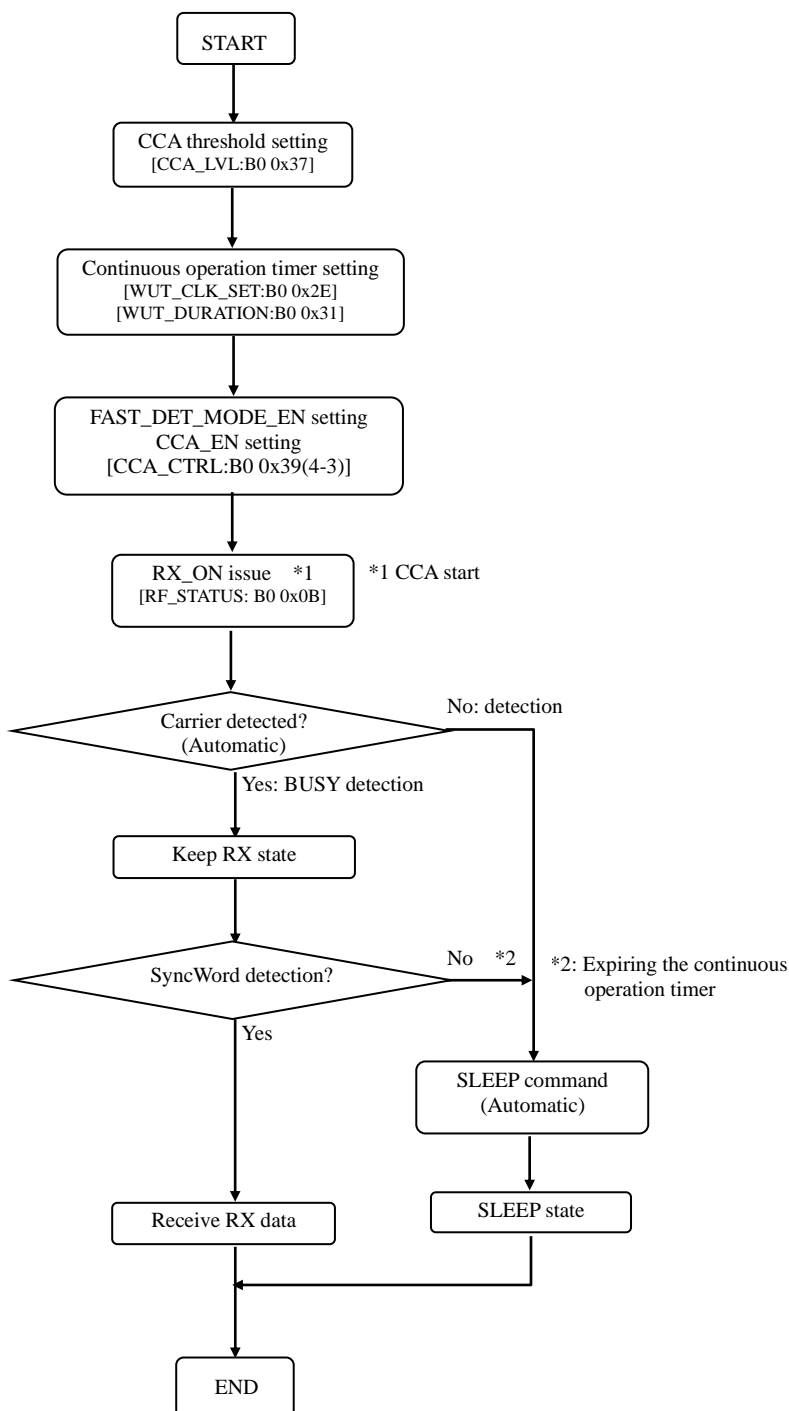 START
CCA threshold setting
[CCA_LVL:B0 0x37]
Continuous operation timer setting
[WUT_CLK_SET:B0 0x2E]
[WUT_DURATION:B0 0x31]
FAST_DET_MODE_EN setting
CCA_EN setting
[CCA_CTRL:B0 0x39(4-3)]
RX_ON issue *1
[RF_STATUS: B0 0x0B]
*1 CCA start
Carrier detected?
(Automatic)
No: detection
Yes: BUSY detection
Keep RX state
SyncWord detection?
No *2
*2: Expiring the continuous
operation timer
Yes
SLEEP command
(Automatic)
Receive RX data
SLEEP state
END